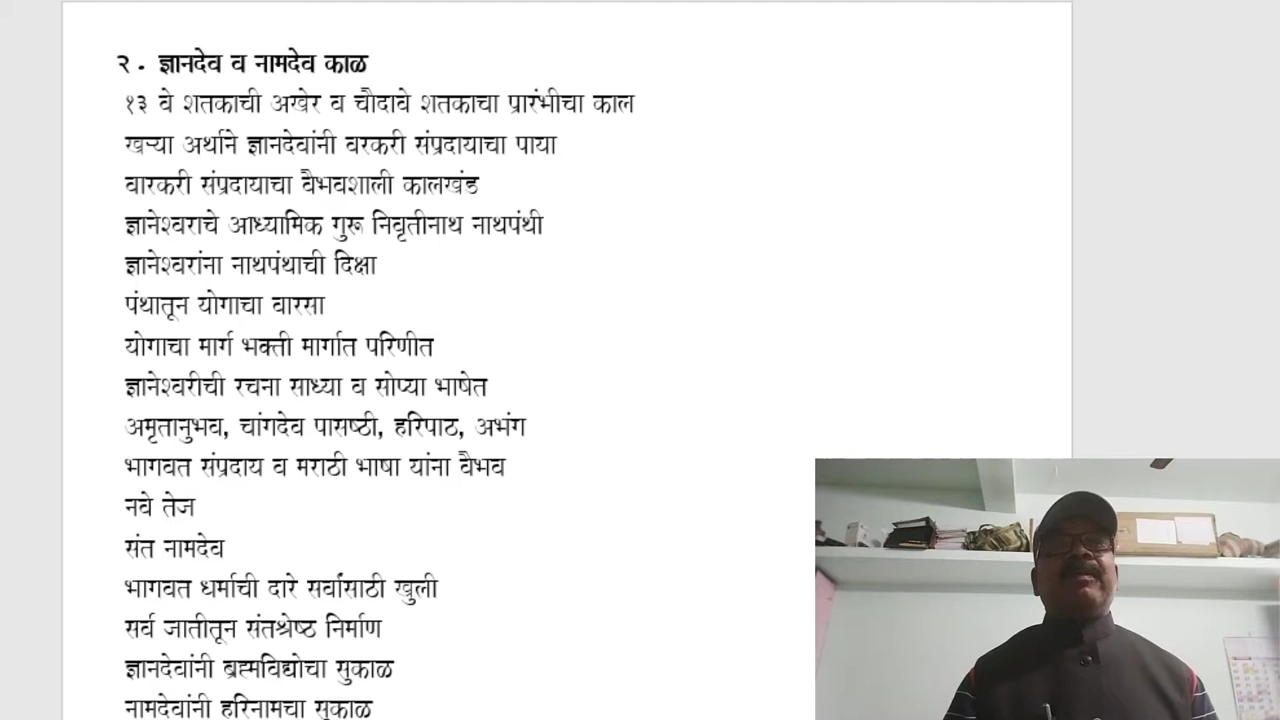 २. ज्ञानदेव व नामदेव काळ
१३ वे शतकाची अखेर व चौदावे शतकाचा प्रारंभीचा काल
खऱ्या अर्थाने ज्ञानदेवांनी वरकरी संप्रदायाचा पाया
वारकरी संप्रदायाचा वैभवशाली कालखंड
ज्ञानेश्वराचे आध्यामिक गुरू निवृतीनाथ नाथपंथी
ज्ञानेश्वरांना नाथपंथाची दिक्षा
पंथातून योगाचा वारसा
योगाचा मार्ग भक्ती मार्गात परिणीत
ज्ञानेश्वरीची रचना साध्या व सोप्या भाषेत
अमृतानुभव, चांगदेव पासष्ठी, हरिपाठ, अभंग
भागवत संप्रदाय व मराठी भाषा यांना वैभव
नवे तेज
संत नामदेव
भागवत धर्माची दारे सर्वांसाठी खुली
सर्व जातीतून संतश्रेष्ठ निर्माण
ज्ञानदेवांनी ब्रह्मविद्योचा सुकाळ
नामदेवांनी हरिनामचा सुकाळ